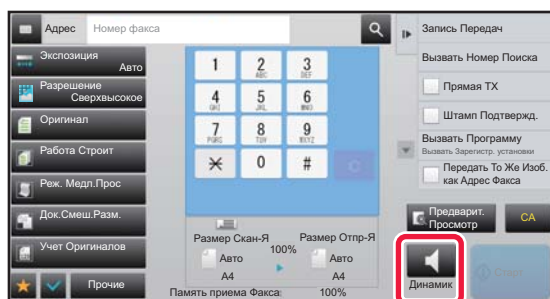 Адрес
Номер факса
Экспозиция
Авто
Разрешение
Сверхвысокое
Оригинал
Работа Строит
Реж. Медл.Прос
Док.Смеш.Разм.
Учет Оригиналов
Прочие
1
2
ABC
3
DEF
4
GHI
5
JKL
6
MNO
7
PQRS
8
TUV
9
WXYZ
0
#
Размер Скан-Я
100%
Размер Отпр-Я
Авто
A4
Авто
A4
Память приема Факса: 100%
Запись Передач
Вызвать Номер Поиска
Прямая TX
Штамп Подтвержд.
Вызвать Программу
Вызвать Зарегистр. установки
Передать То Же Изоб.
как Адрес Факса
Предварит.
Просмотр
CA
Динамик
Старт